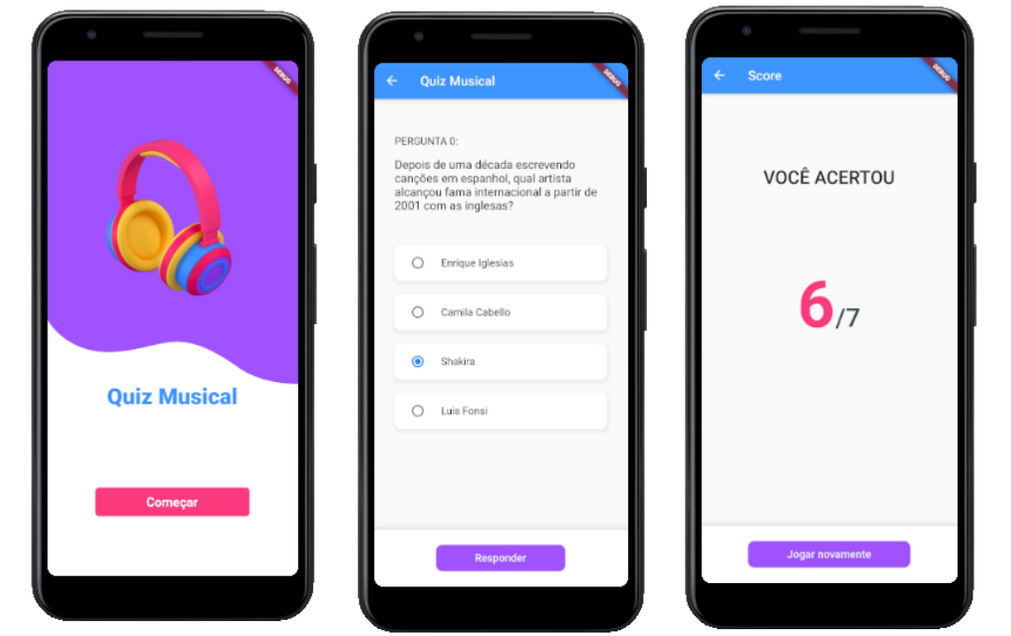 DEBUG
Quiz Musical
Começar
Quiz Musical
DEBUG
PERGUNTA 0:
Depois de uma década escrevendo
canções em espanhol, qual artista
alcançou fama internacional a partir de
2001 com as inglesas?
Enrique Iglesias
Camila Cabello
Shakira
Luis Fonsi
Responder
Score
DEBUG
VOCÊ ACERTOU
6/7
Jogar novamente